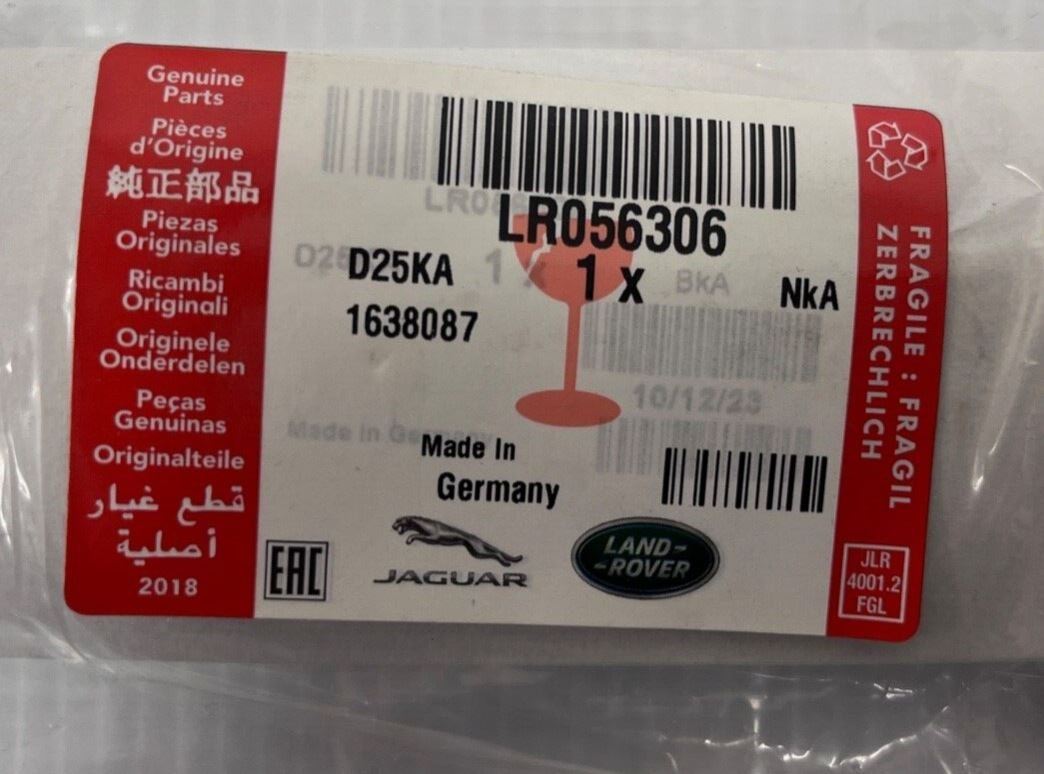 Genuine
Parts
Pièces
d'Origine
純正部品
Piezas
Originales
Ricambi
Originali
Originele
Onderdelen
Peças
Genuinas
Originalteile
قطع غيار
أصلية
2018
LR056306
D25KA
1 x
NkA
1638087
BkA
10/12/23
Made In
Germany
EAC
JAGUAR
LAND-
-ROVER
FRAGILE : FRAGIL
ZERBRECHLICH
JLR
4001.2
FGL